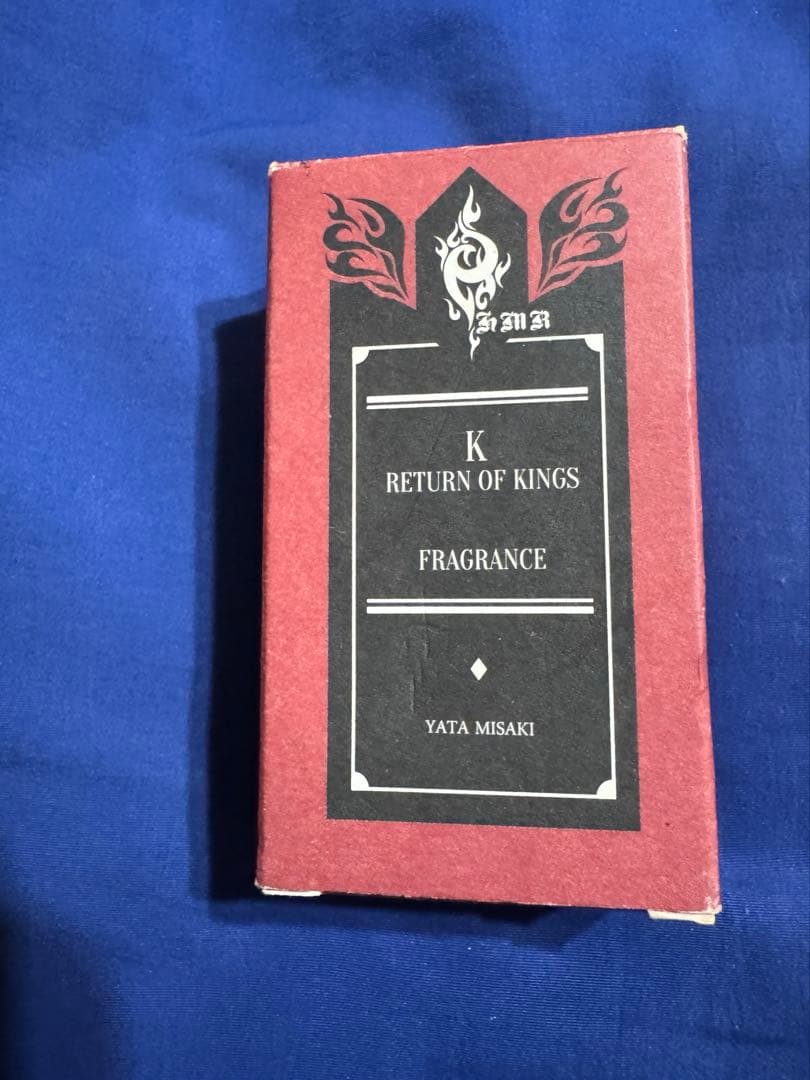 HMR
K
RETURN OF KINGS
FRAGRANCE
YATA MISAKI